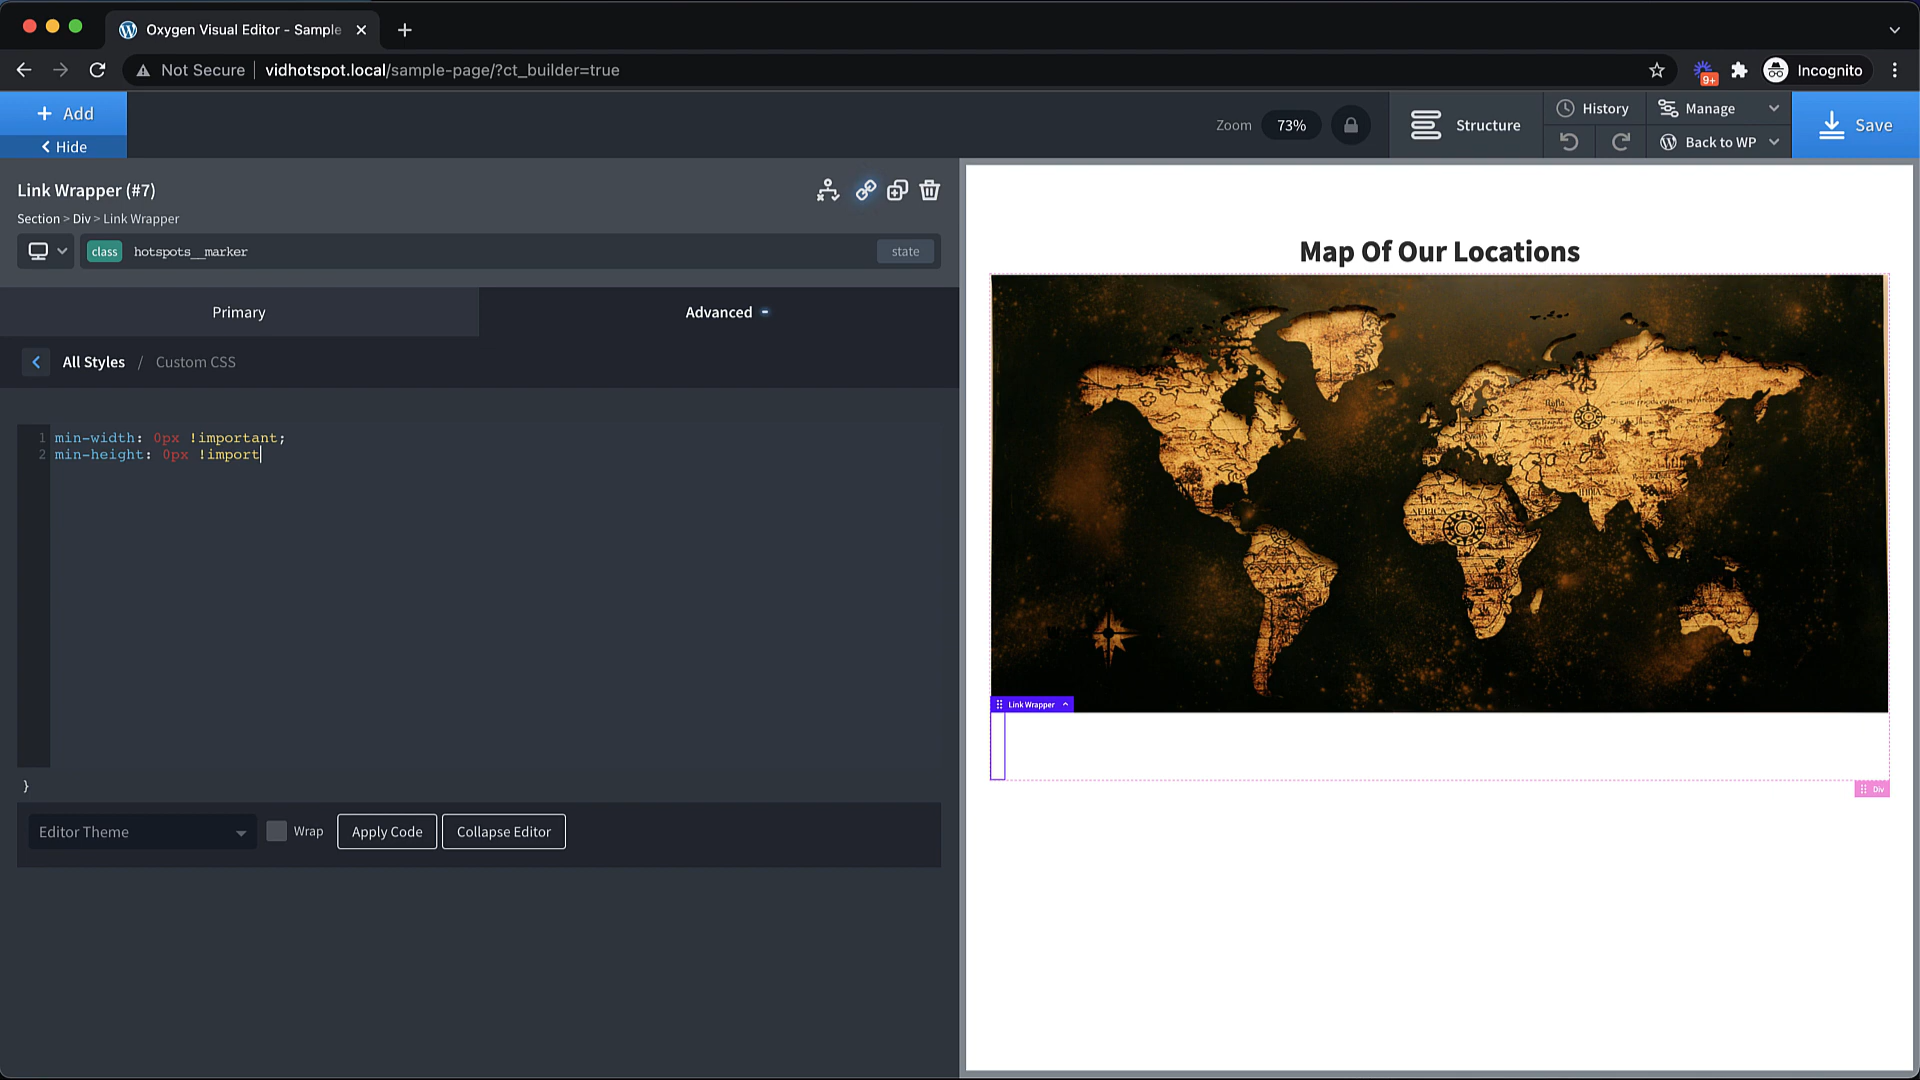 Oxygen Visual Editor - Sample
Not Secure
vidhotspot.local/sample-page/?ct_builder=true
9+
Incognito
+ Add
Hide
Zoom
73%
Structure
History
Manage
Back to WP
Save
Link Wrapper (#7)
Section > Div > Link Wrapper
class
hotspots__marker
state
Primary
Advanced
All Styles / Custom CSS
1 min-width: 0px !important;
2 min-height: 0px !import
}
Editor Theme
Wrap
Apply Code
Collapse Editor
Map Of Our Locations
AFRICA
Link Wrapper
Div